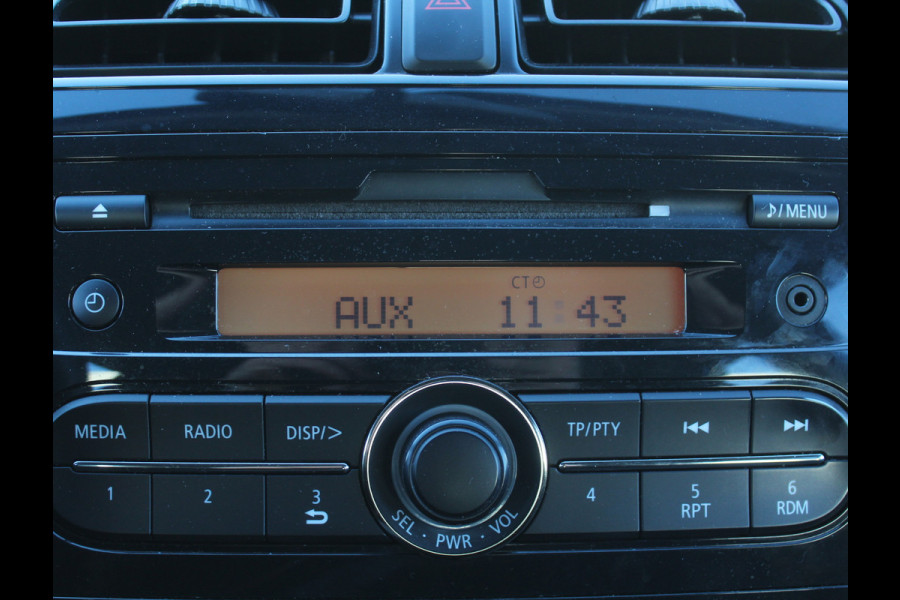 ♪/MENU
CT
AUX 11:43
MEDIA RADIO DISP/> TP/PTY
1 2 3 4 5 6
RPT RDM
SEL · PWR · VOL